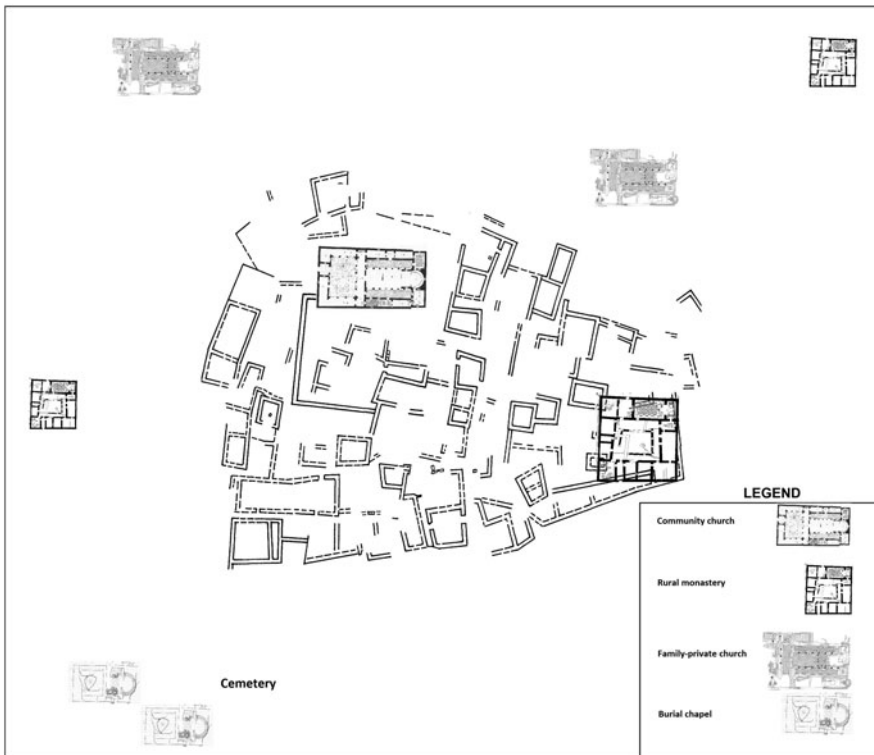 LEGEND
Community church
Rural monastery
Family-private church
Cemetery
Burial chapel